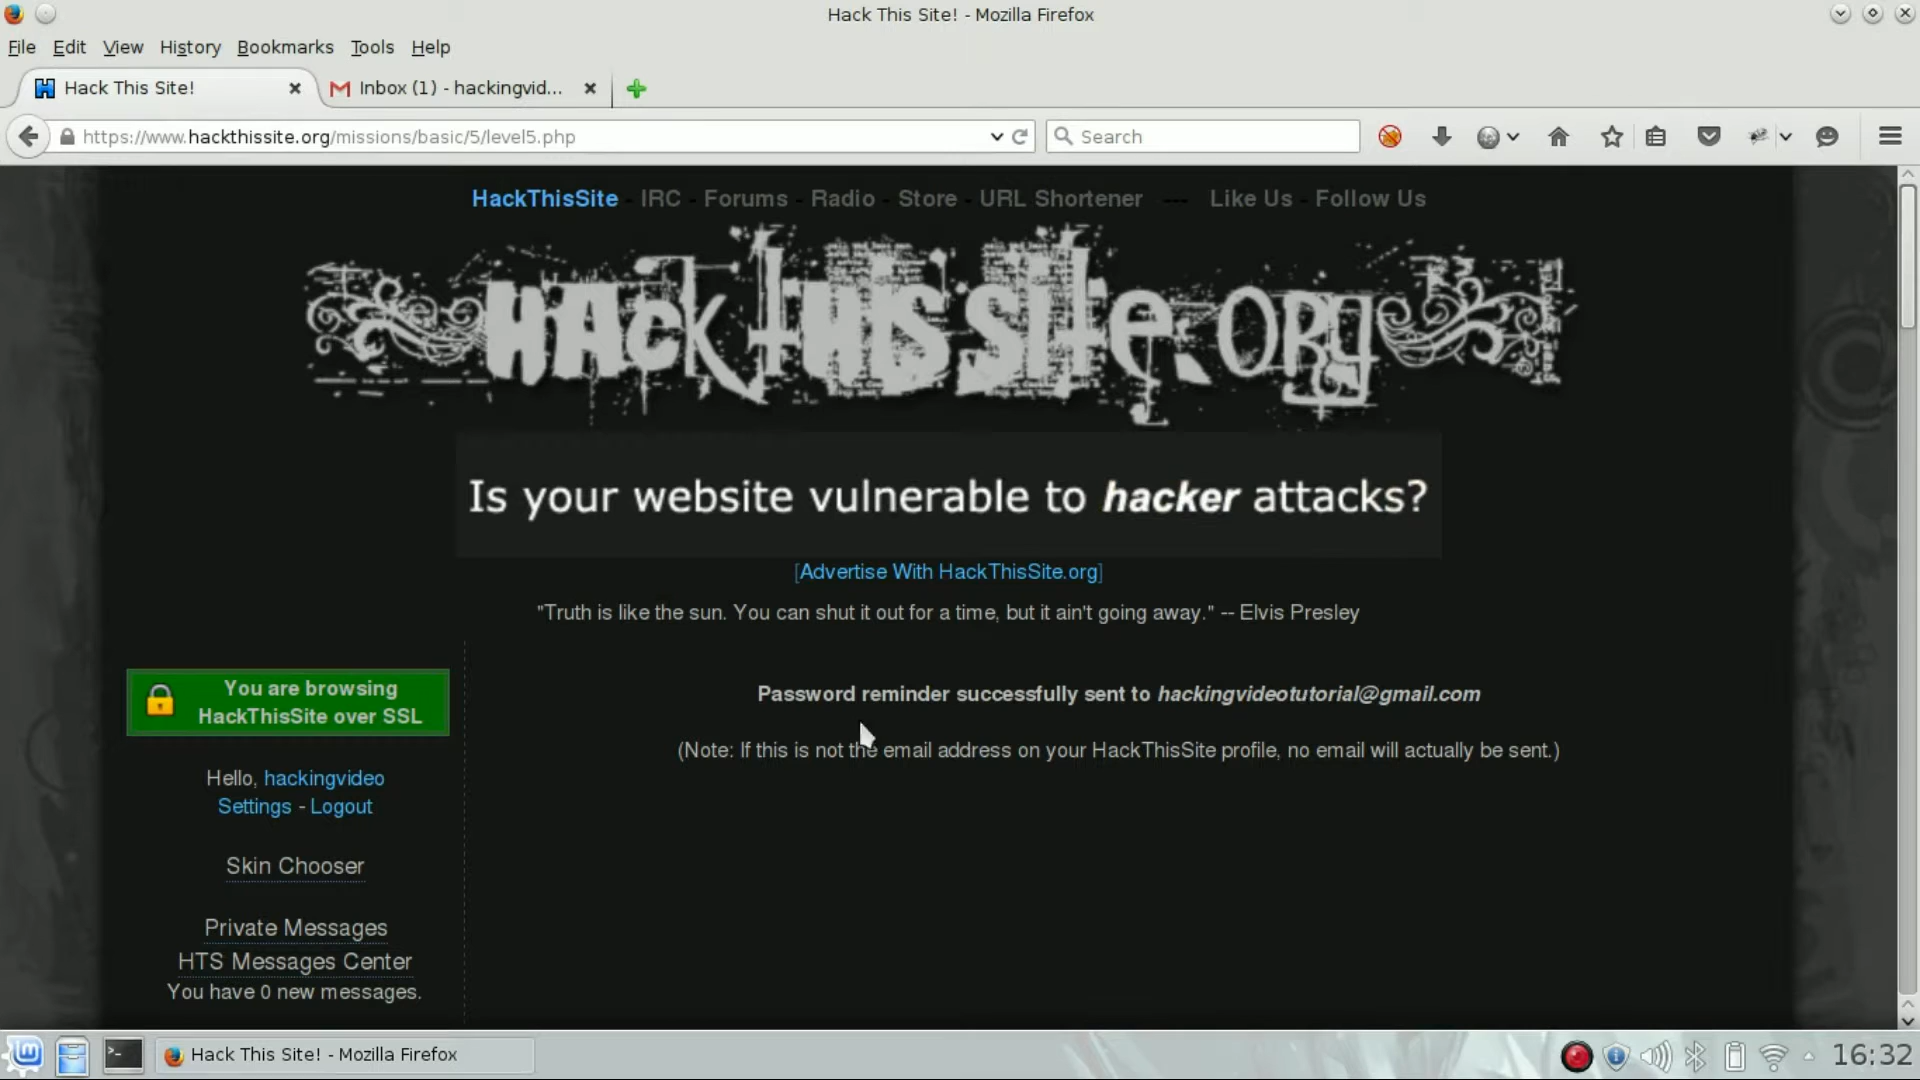 Hack This Site! - Mozilla Firefox
File Edit View History Bookmarks Tools Help
Hack This Site! Inbox (1) - hackingvid...
https://www.hackthissite.org/missions/basic/5/level5.php Search
HackThisSite - IRC - Forums - Radio - Store - URL Shortener --- Like Us - Follow Us
HAck THIS SitE.ORG
Is your website vulnerable to hacker attacks?
[Advertise With HackThisSite.org]
"Truth is like the sun. You can shut it out for a time, but it ain't going away." -- Elvis Presley
You are browsing
HackThisSite over SSL
Password reminder successfully sent to hackingvideotutorial@gmail.com
(Note: If this is not the email address on your HackThisSite profile, no email will actually be sent.)
Hello, hackingvideo
Settings - Logout
Skin Chooser
Private Messages
HTS Messages Center
You have 0 new messages.
Hack This Site! - Mozilla Firefox
16:32